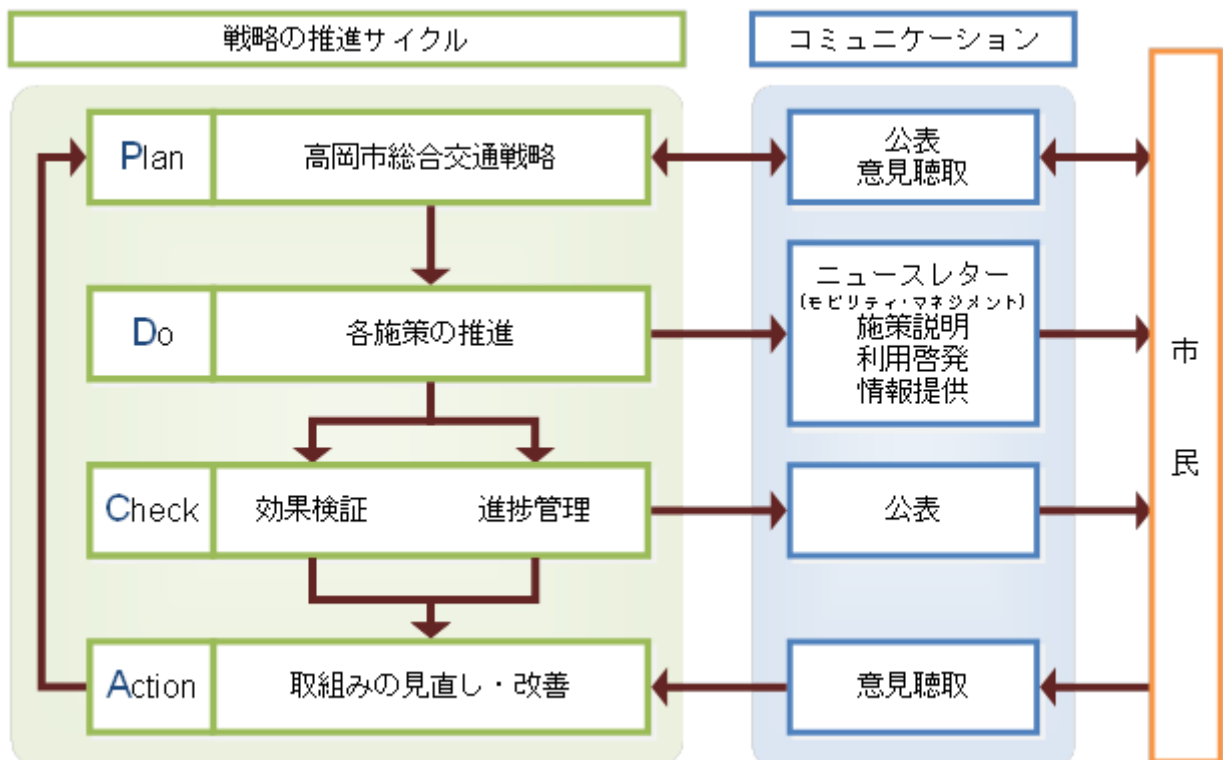 戦略の推進サイクル
コミュニケーション
Plan
高岡市総合交通戦略
公表
意見聴取
Do
各施策の推進
ニュースレター
(モビリティ・マネジメント)
施策説明
利用啓発
情報提供
Check
効果検証
進捗管理
公表
Action
取組みの見直し・改善
意見聴取
市
民